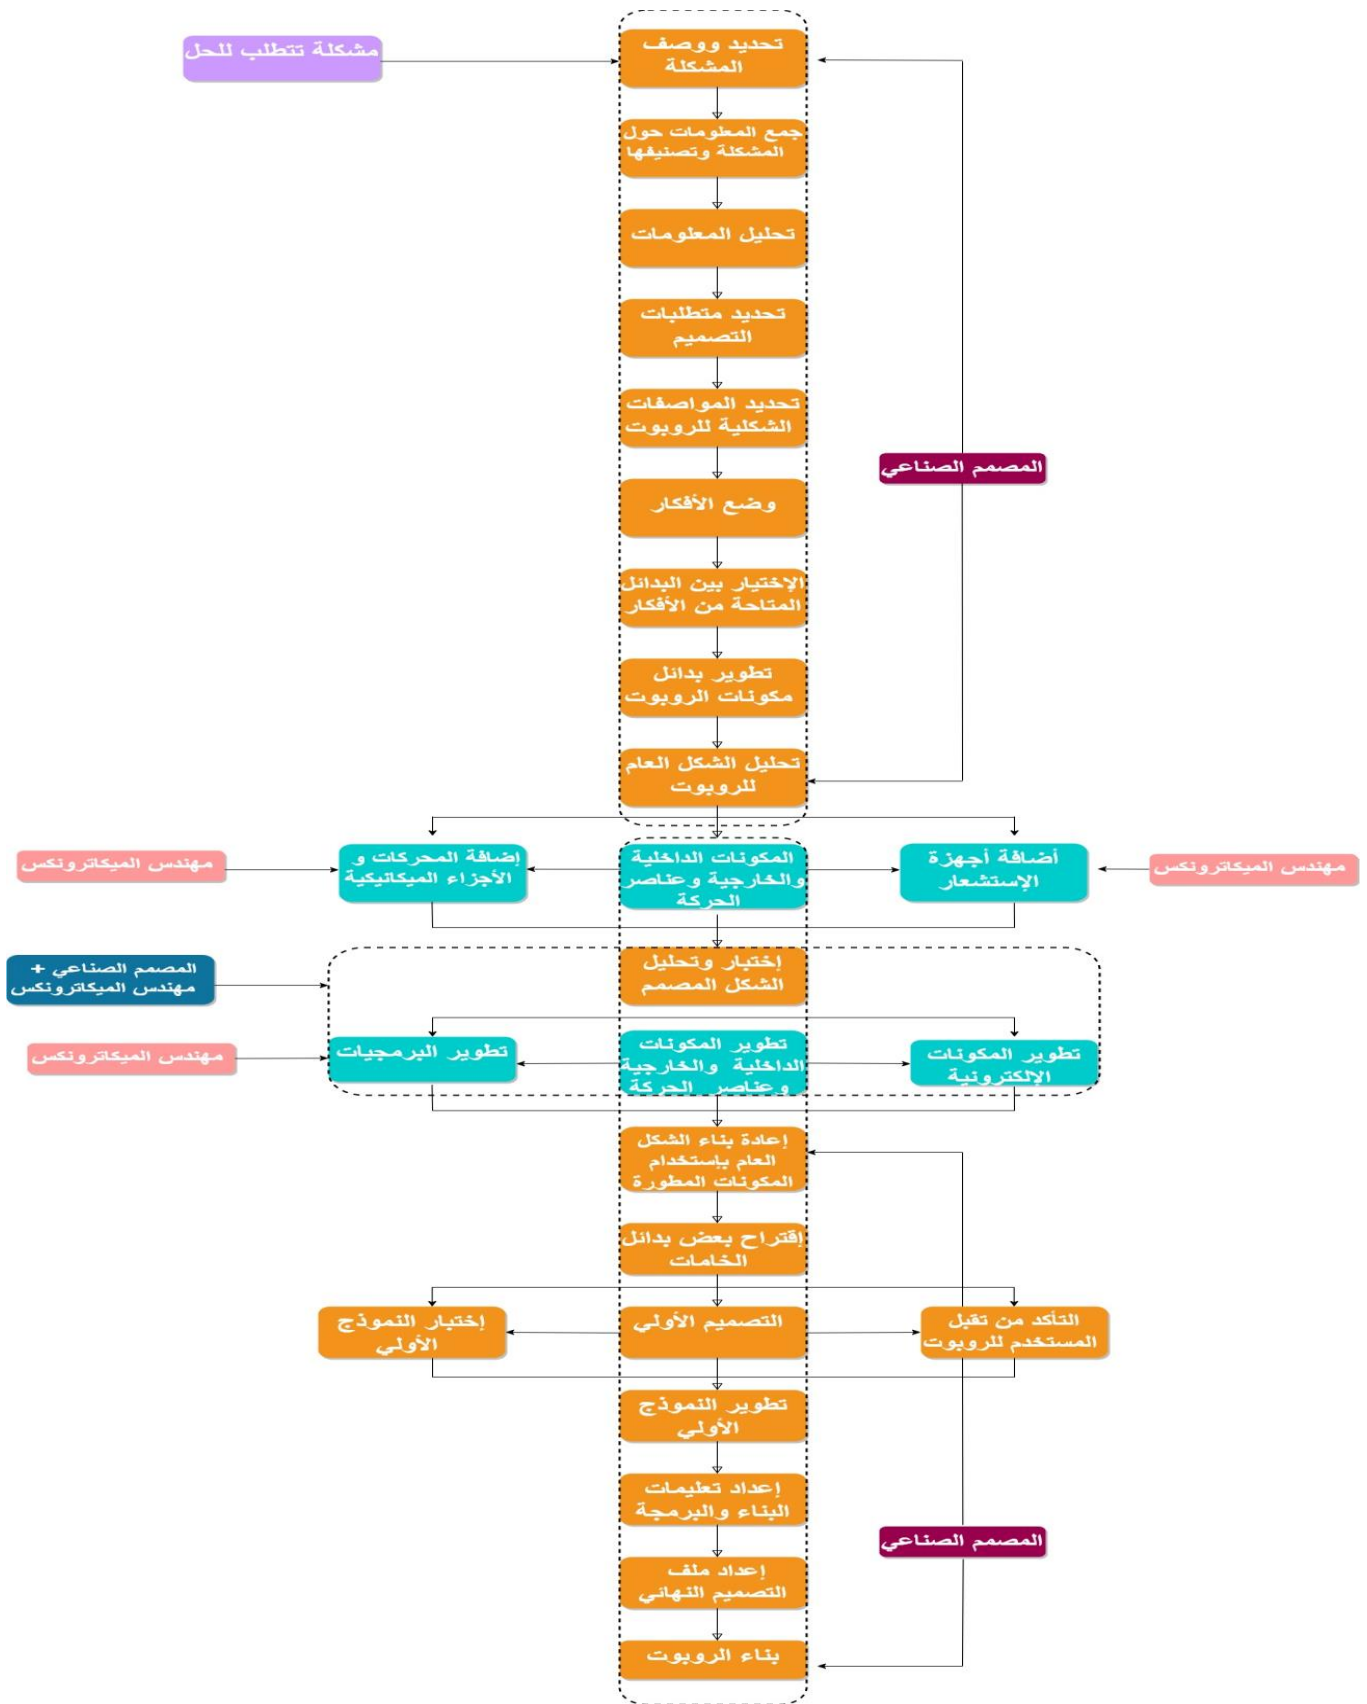 مشكلة تتطلب للحل
تحديد ووصف
المشكلة
جمع المعلومات حول
المشكلة وتصنيفها
تحليل المعلومات
تحديد متطلبات
التصميم
تحديد المواصفات
الشكلية للروبوت
المصمم الصناعي
وضع الأفكار
الإختيار بين البدائل
المتاحة من الأفكار
تطوير بدائل
مكونات الروبوت
تحليل الشكل العام
للروبوت
مهندس الميكاترونكس
أضافة أجهزة
الإستشعار
المكونات الداخلية
والخارجية وعناصر
الحركة
إضافة المحركات و
الأجزاء الميكانيكية
مهندس الميكاترونكس
إختبار وتحليل
الشكل المصمم
المصمم الصناعي +
مهندس الميكاترونكس
تطوير المكونات
الإلكترونية
تطوير المكونات
الداخلية والخارجية
وعناصر الحركة
تطوير البرمجيات
مهندس الميكاترونكس
إعادة بناء الشكل
العام بإستخدام
المكونات المطورة
إقتراح بعض بدائل
الخامات
التأكد من تقبل
المستخدم للروبوت
التصميم الأولي
إختبار النموذج
الأولي
تطوير النموذج
الأولي
إعداد تعليمات
البناء والبرمجة
المصمم الصناعي
إعداد ملف
التصميم النهائي
بناء الروبوت